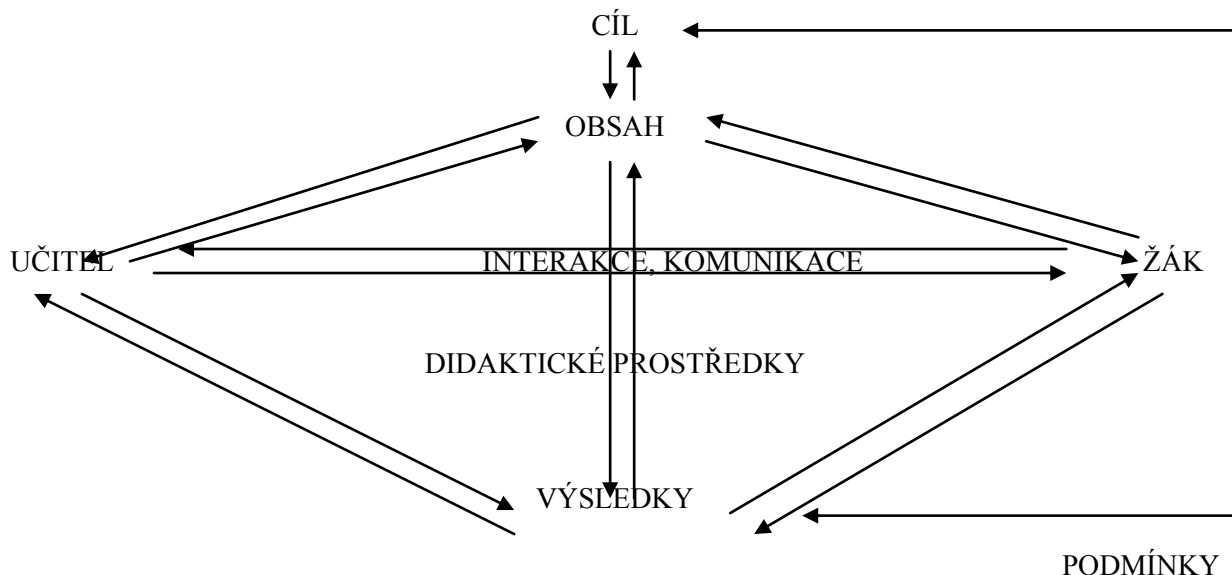 CÍL
OBSAH
UČITEL INTERAKCE, KOMUNIKACE ŽÁK
DIDAKTICKÉ PROSTŘEDKY
VÝSLEDKY
PODMÍNKY